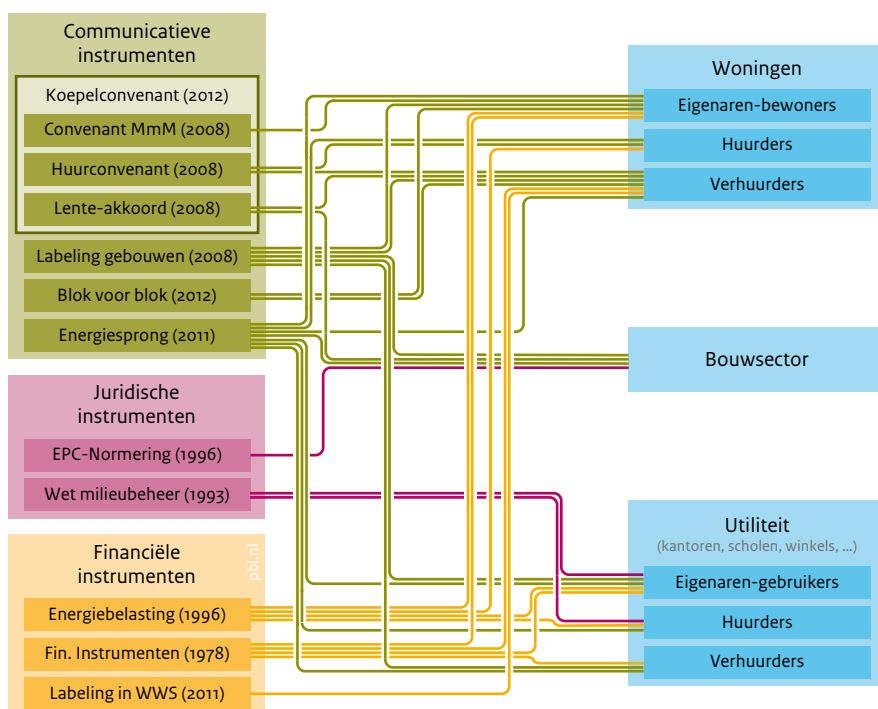 Communicatieve
instrumenten
Koepelconvenant (2012)
Convenant MmM (2008)
Huurconvenant (2008)
Lente-akkoord (2008)
Labeling gebouwen (2008)
Blok voor blok (2012)
Energiesprong (2011)
Juridische
instrumenten
EPC-Normering (1996)
Wet milieubeheer (1993)
Financiële
instrumenten
pbl.nl
Energiebelasting (1996)
Fin. Instrumenten (1978)
Labeling in WWS (2011)
Woningen
Eigenaren-bewoners
Huurders
Verhuurders
Bouwsector
Utiliteit
(kantoren, scholen, winkels, ...)
Eigenaren-gebruikers
Huurders
Verhuurders